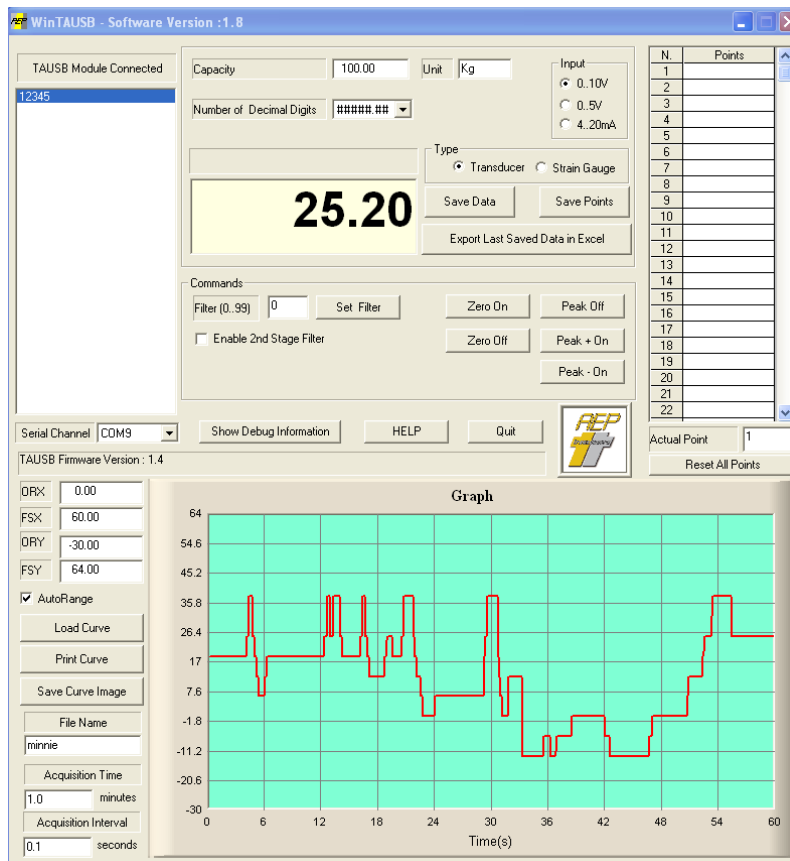 WinTAUSB - Software Version :1.8
TAUSB Module Connected
12345
Capacity 100.00 Unit Kg
Number of Decimal Digits #####.##
Input
0..10V
0..5V
4..20mA
Type
Transducer Strain Gauge
25.20
Save Data Save Points
Export Last Saved Data in Excel
Commands
Filter (0..99) 0 Set Filter
Enable 2nd Stage Filter
Zero On Peak Off
Zero Off Peak + On
Peak - On
N. Points
1
2
3
4
5
6
7
8
9
10
11
12
13
14
15
16
17
18
19
20
21
22
Serial Channel COM9
Show Debug Information HELP Quit
AEP
Actual Point 1
Reset All Points
TAUSB Firmware Version : 1.4
ORX 0.00
FSX 60.00
ORY -30.00
FSY 64.00
AutoRange
Load Curve
Print Curve
Save Curve Image
File Name
minnie
Acquisition Time
1.0 minutes
Acquisition Interval
0.1 seconds
Graph
64
54.6
45.2
35.8
26.4
17
7.6
-1.8
-11.2
-20.6
-30
0 6 12 18 24 30 36 42 48 54 60
Time(s)